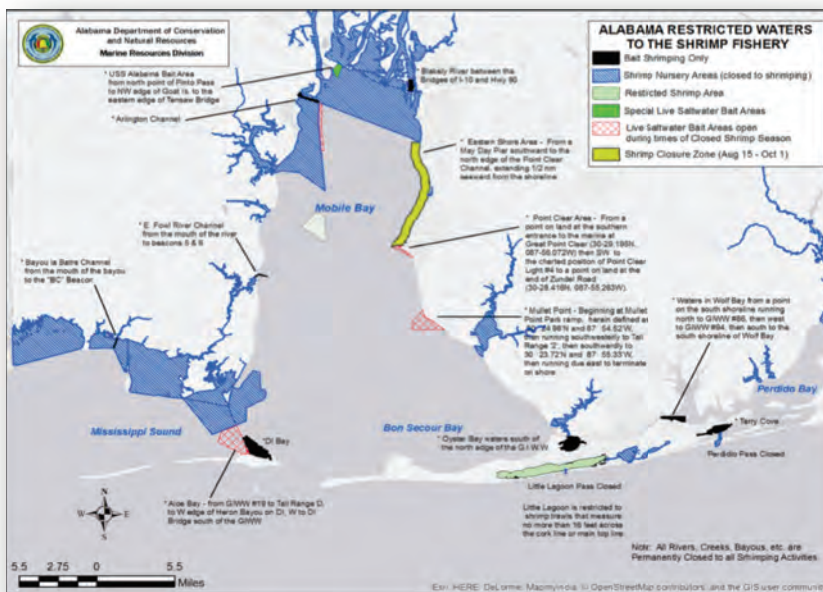 Alabama Department of Conservation
and Natural Resources
Marine Resources Division
ALABAMA RESTRICTED WATERS
TO THE SHRIMP FISHERY
Bait Shrimping Only
Shrimp Nursery Areas (closed to shrimping)
Restricted Shrimp Area
Special Live Saltwater Bait Areas
Live Saltwater Bait Areas open
during times of Closed Shrimp Season
Shrimp Closure Zone (Aug 15 - Oct 1)
* USS Alabama Bait Area
from north point of Pinto Pass
to NW edge of Goat Is. to the
eastern edge of Tensaw Bridge
Blakely River between the
Bridges of I-10 and Hwy 90
* Arlington Channel
* Eastern Shore Area - From a
May Day Pier southward to the
north edge of the Point Clear
Channel, extending 1/2 nm
seaward from the shoreline
Mobile Bay
* E. Fowl River Channel
from the mouth of the river
to beacons 5 & 6
* Point Clear Area - From a
point on land at the southern
entrance to the marina at
Great Point Clear
then SW to
the charted position of Point Clear
Light #4 to a point on land at the
end of Zundel Road
* Bayou la Batre Channel
from the mouth of the bayou
to the "BC" Beacon
* Mullet Point - Beginning at Mullet
Point Park ramp, herein defined at
then running southwesterly to Tall
Range '2', then southwardly to
30 23.72'N and
then running due east to terminate
on shore
* Waters in Wolf Bay from a point
on the south shoreline running
north to GIWW then west
to GIWW then south to the
south shoreline of Wolf Bay
Perdido Bay
Mississippi Sound
*DI Bay
Bon Secour Bay
* Oyster Bay waters south of
the north edge of the G.I.W.W.
* Terry Cove
Perdido Pass Closed
* Aloe Bay - from GIWW #19 to Tall Range D,
to W edge of Heron Bayou on DI, W to DI
Bridge south of the GIWW
Little Lagoon Pass Closed
Little Lagoon is restricted to
shrimp trawls that measure
no more than 16 feet across
the cork line or main top line
Note: All Rivers, Creeks, Bayous, etc. are
Permanently Closed to all Srhimping Activities.
N
W E
S
5.5 2.75 0 5.5
Miles
Esri, HERE, DeLorme, MapmyIndia, © OpenStreetMap contributors, and the GIS user community